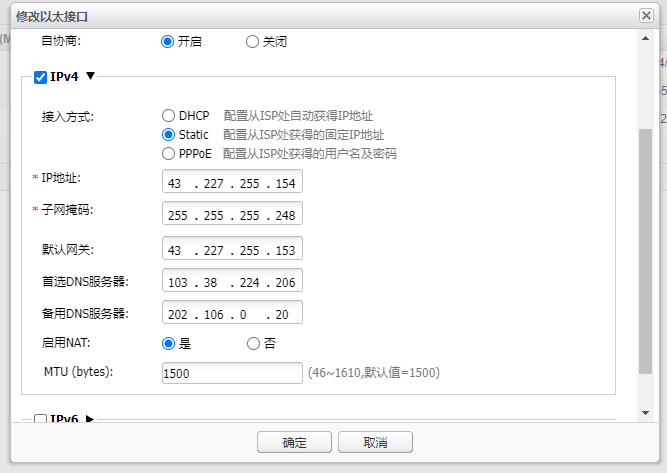 修改以太接口
自协商: 开启 关闭
IPv4
接入方式: DHCP 配置从ISP处自动获得IP地址
Static 配置从ISP处获得的固定IP地址
PPPoE 配置从ISP处获得的用户名及密码
* IP地址: 43 . 227 . 255 . 154
* 子网掩码: 255 . 255 . 255 . 248
默认网关: 43 . 227 . 255 . 153
首选DNS服务器: 103 . 38 . 224 . 206
备用DNS服务器: 202 . 106 . 0 . 20
启用NAT: 是 否
MTU (bytes): 1500 (46~1610,默认值=1500)
IPv6
确定 取消